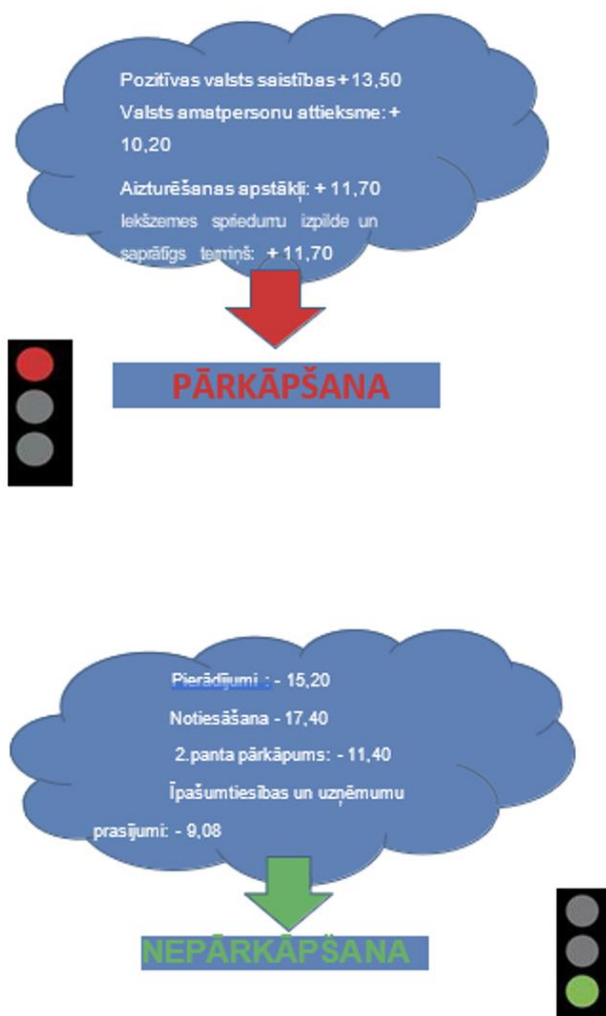 Pozitīvas valsts saistības + 13,50
Valsts amatpersonu attieksme: +
10,20
Aizturēšanas apstākļi: + 11,70
Iekšzemes spriedumu izpilde un
saprātīgs termiņš: + 11,70
PĀRKĀPŠANA
Pierādījumi : - 15,20
Notiesāšana - 17,40
2.panta pārkāpums: - 11,40
Īpašumtiesības un uzņēmumu
prasījumi: - 9,08
NEPĀRKĀPŠANA